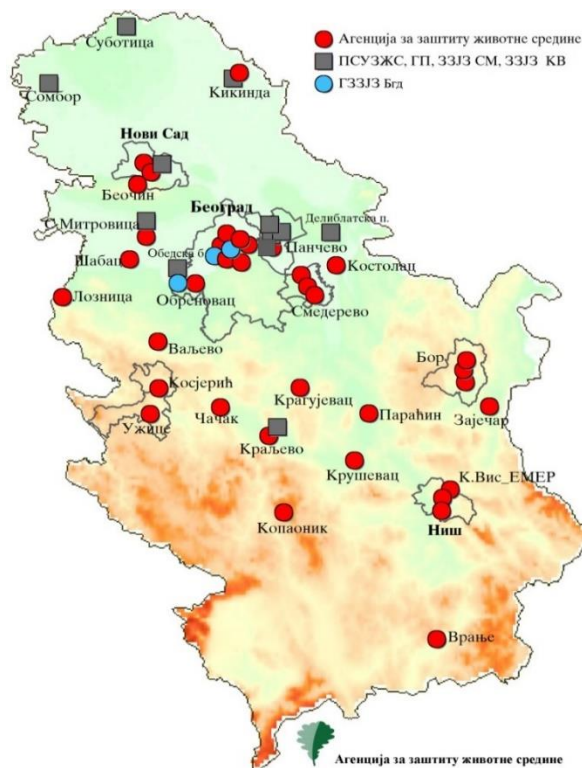 Суботица
Агенција за заштиту животне средине
ПСУЗЖС, ГП, ЗЗЈЗ СМ, ЗЗЈЗ КВ
ГЗЗЈЗ Бгд
Сомбор
Кикинда
Нови Сад
Беочин
С.Митровица
Београд
Делиблатска п.
Панчево
Шабац
Обедска б.
Костолац
Лозница
Обреновац
Смедерево
Ваљево
Бор
Косјерић
Крагујевац
Ужице
Чачак
Параћин
Зајечар
Краљево
Крушевац
К.Вис_ЕМЕР
Копаоник
Ниш
Врање
Агенција за заштиту животне средине